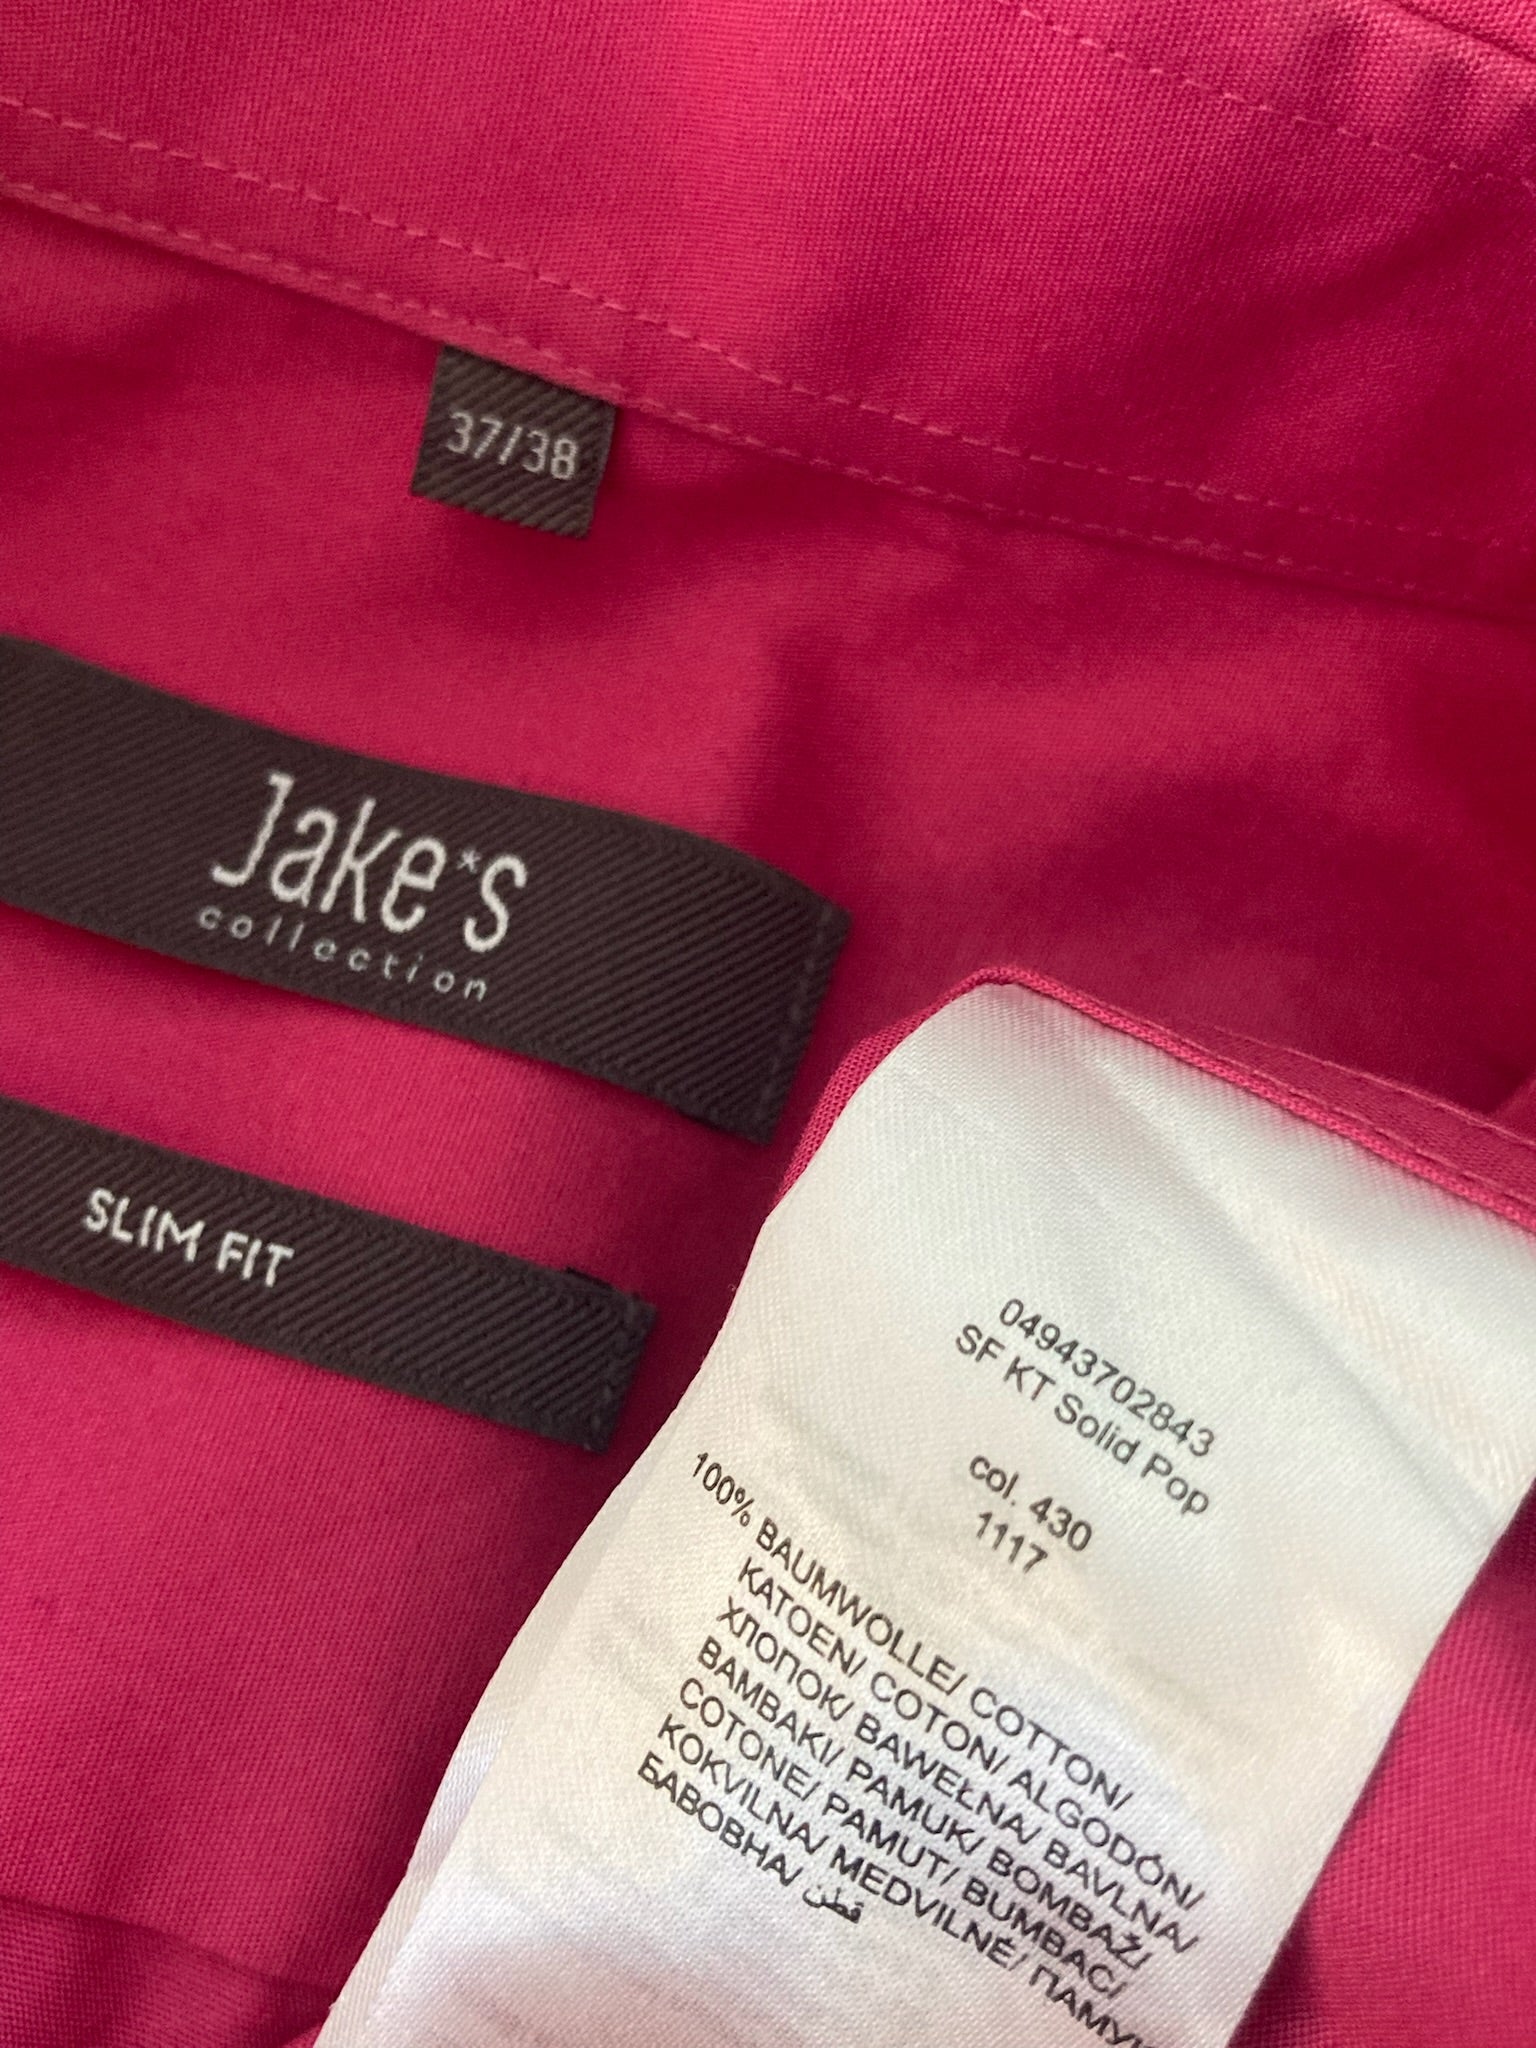 37/38
Jake*s
collection
SLIM FIT
04943702843
SF KT Solid Pop
col. 430
1117
100% BAUMWOLLE/ COTTON/
KATOEN/ COTON/ ALGODÓN/
ХЛОПОК/ BAWEŁNA/ BAVLNA/
BAMBAKI/ PAMUK/ BOMBAŽ/
COTONE/ PAMUT/ BUMBAC/
KOKVILNA/ MEDVILNĖ/ ПАМУК
БАВОВНА/ قطن